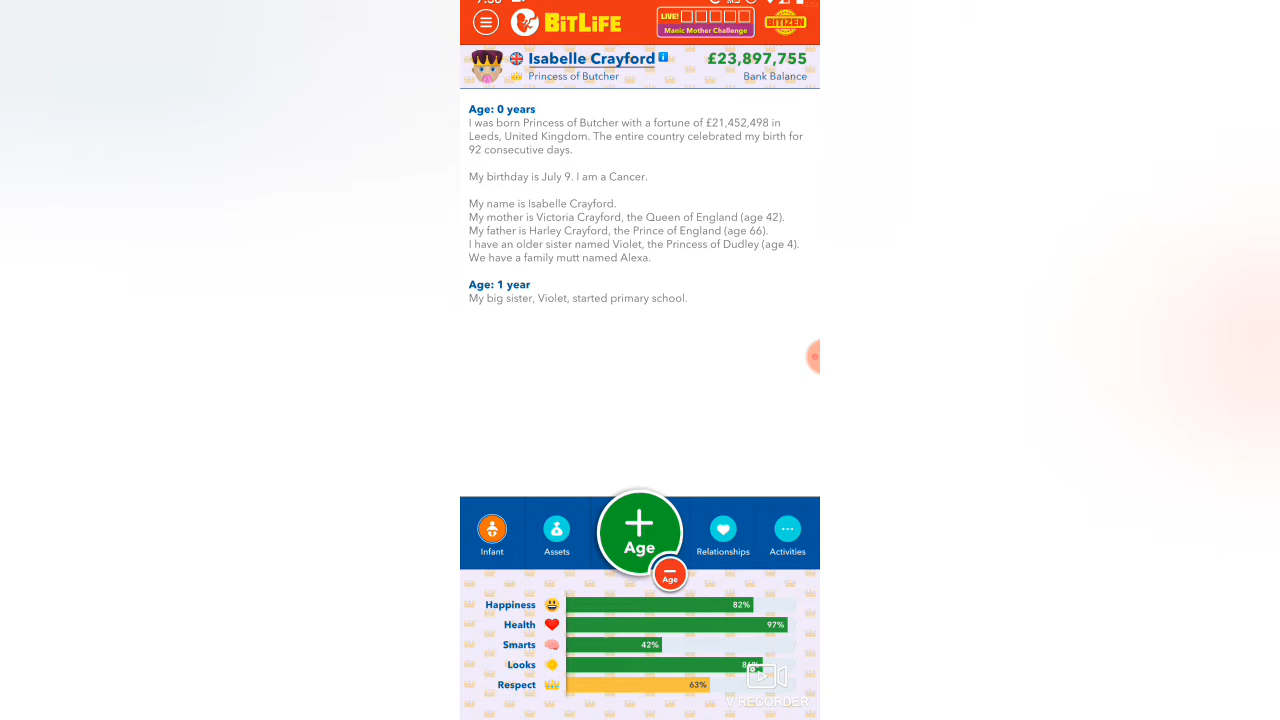 LIVE!
BITLIFE
Manic Mother Challenge
BITIZEN
Isabelle Crayford
£23,897,755
Princess of Butcher
Bank Balance
Age: 0 years
I was born Princess of Butcher with a fortune of £21,452,498 in
Leeds, United Kingdom. The entire country celebrated my birth for
92 consecutive days.
My birthday is July 9. I am a Cancer.
My name is Isabelle Crayford.
My mother is Victoria Crayford, the Queen of England (age 42).
My father is Harley Crayford, the Prince of England (age 66).
I have an older sister named Violet, the Princess of Dudley (age 4).
We have a family mutt named Alexa.
Age: 1 year
My big sister, Violet, started primary school.
+
Age
Infant
Assets
Relationships
Activities
Age
Happiness
82%
Health
97%
Smarts
42%
Looks
Respect
63%
V RECORDER